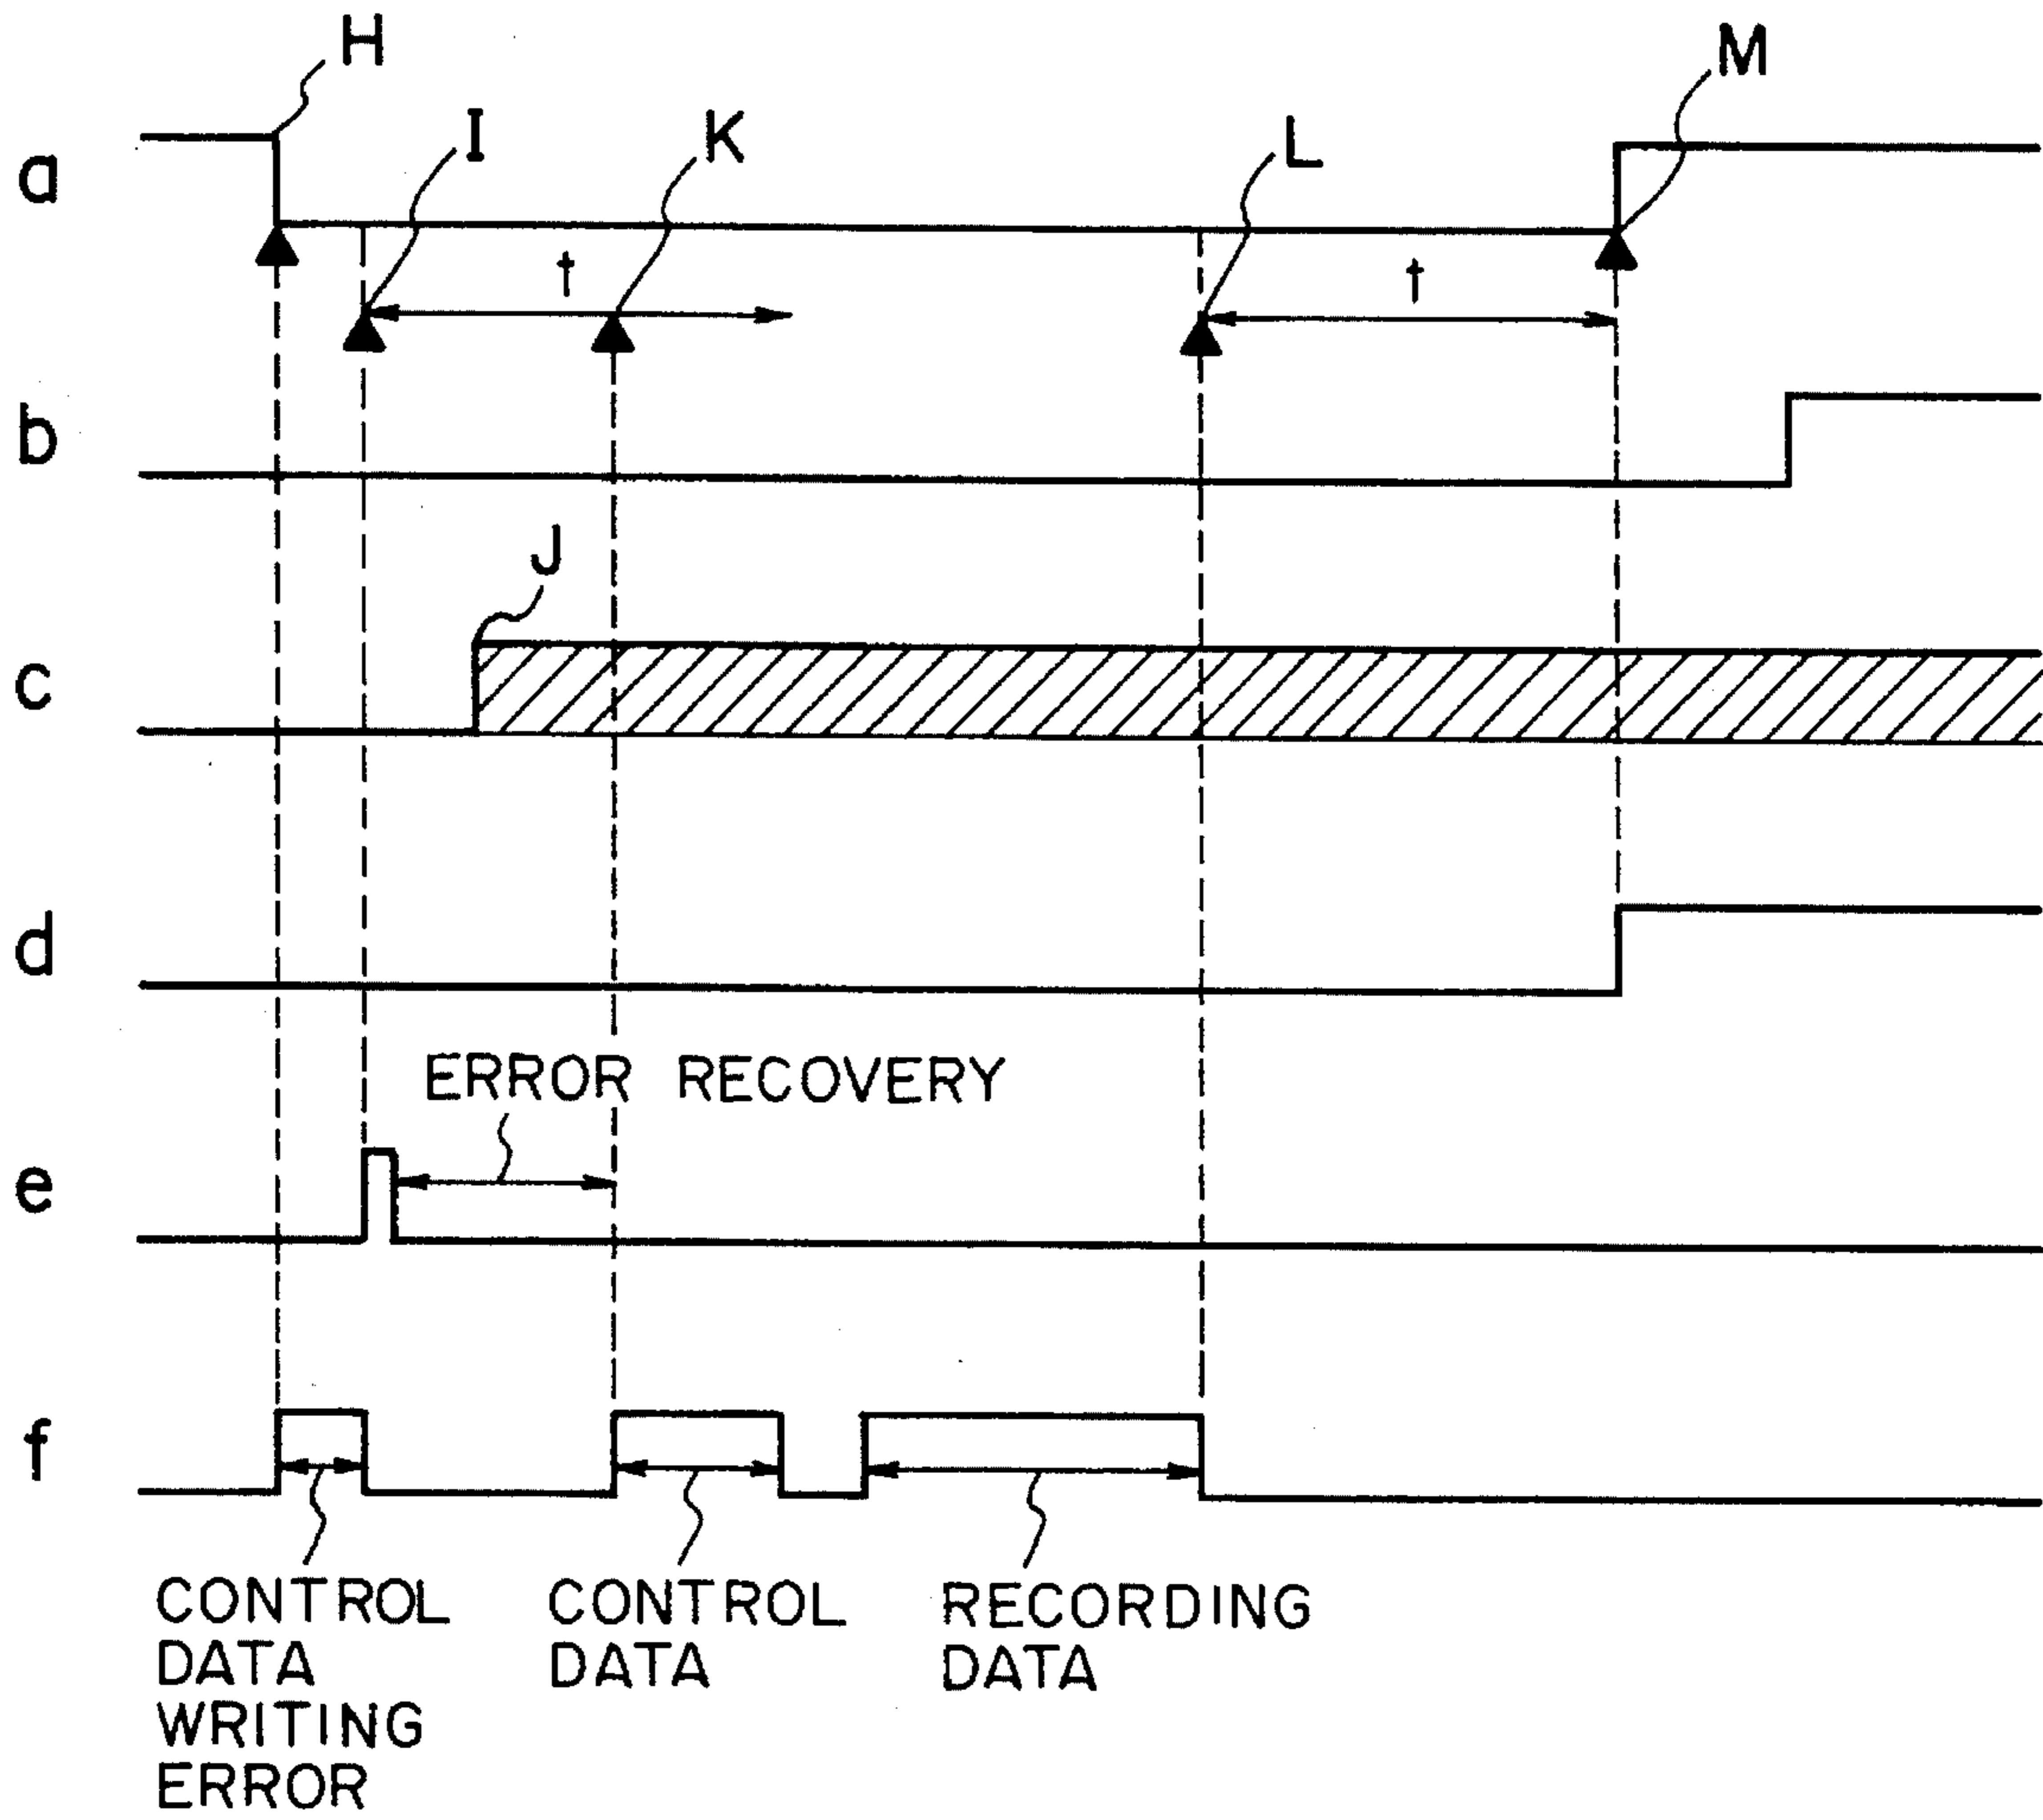 H
I
K
L
M
a
t
t
b
J
c
d
ERROR RECOVERY
e
f
CONTROL
DATA
WRITING
ERROR
CONTROL
DATA
RECORDING
DATA